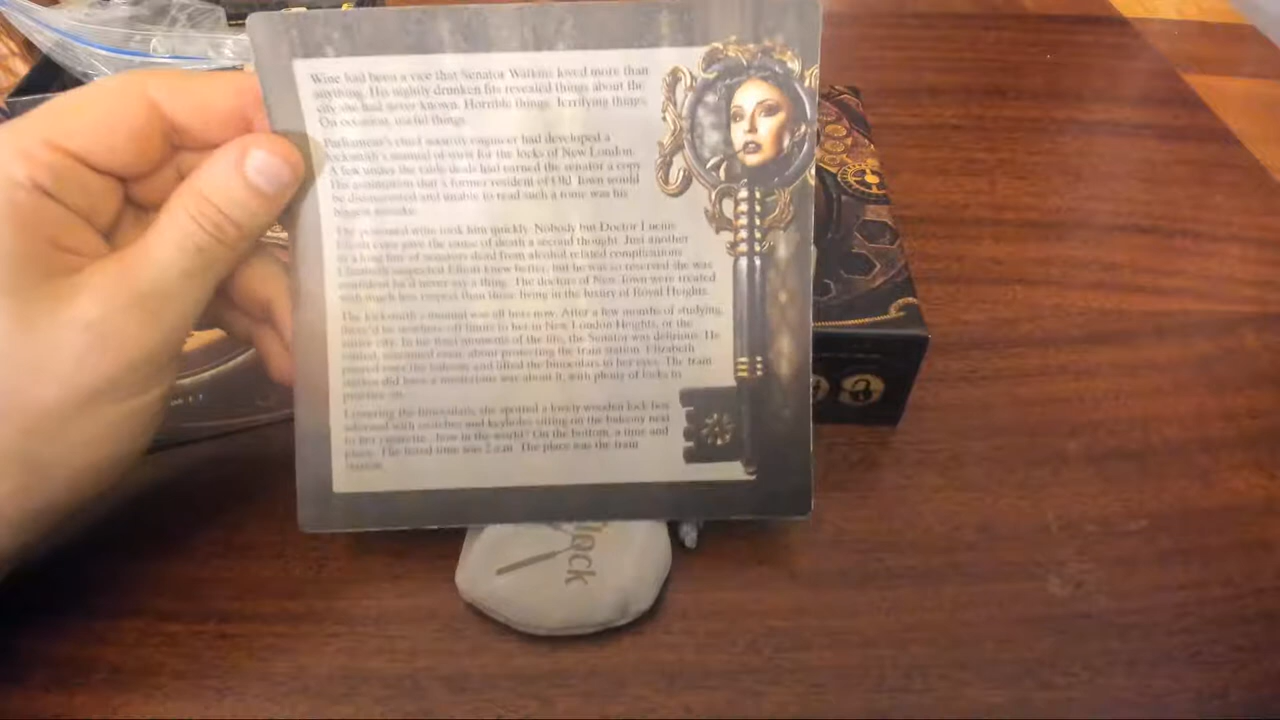 Wine had been a vice that Senator Watkins loved more than
anything. His nightly drunken fits revealed things about the
city she had never known. Horrible things. Terrifying things.
On occasion, useful things.
Parliament's chief security engineer had developed a
locksmith's manual of sorts for the locks of New London.
A few under the table deals had earned the senator a copy.
His assumption that a former resident of Old Town would
be disinterested and unable to read such a tome was his
biggest mistake.
The poisoned wine took him quickly. Nobody but Doctor Lucius
Elliott even gave the cause of death a second thought. Just another
in a long line of senators dead from alcohol related complications.
Elizabeth suspected Elliott knew better, but he was so reserved she was
confident he'd never say a thing. The doctors of New Town were treated
with much less respect than those living in the luxury of Royal Heights.
The locksmith's manual was all hers now. After a few months of studying,
there'd be nowhere off limits to her in New London Heights, or the
entire city. In his final moments of the life, the Senator was delirious. He
ranted, screamed even about protecting the train station. Elizabeth
peered over the balcony and lifted the binoculars to her eyes. The train
station did have a mysterious way about it, with plenty of locks to
practice on.
Lowering the binoculars, she spotted a lovely wooden lock box
adorned with switches and keyholes sitting on the balcony next
to her cigarette...how in the world? On the bottom, a time and
place. The listed time was 2 a.m. The place was the train
station.
lock